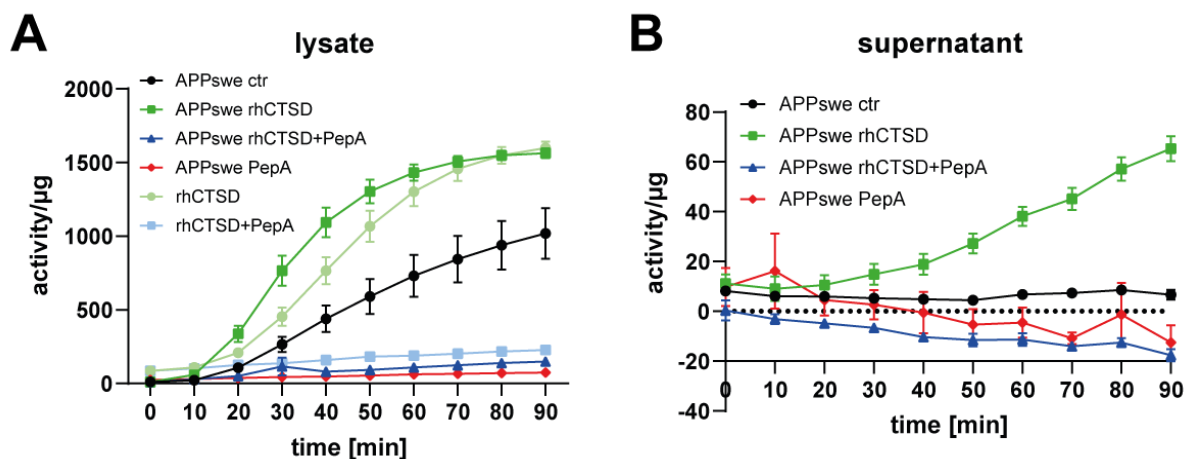 A
lysate
activity/µg
2000
1500
1000
500
0
APPswe ctr
APPswe rhCTSD
APPswe rhCTSD+PepA
APPswe PepA
rhCTSD
rhCTSD+PepA
0 10 20 30 40 50 60 70 80 90
time [min]
B
supernatant
activity/µg
80
60
40
20
0
-20
-40
APPswe ctr
APPswe rhCTSD
APPswe rhCTSD+PepA
APPswe PepA
0 10 20 30 40 50 60 70 80 90
time [min]